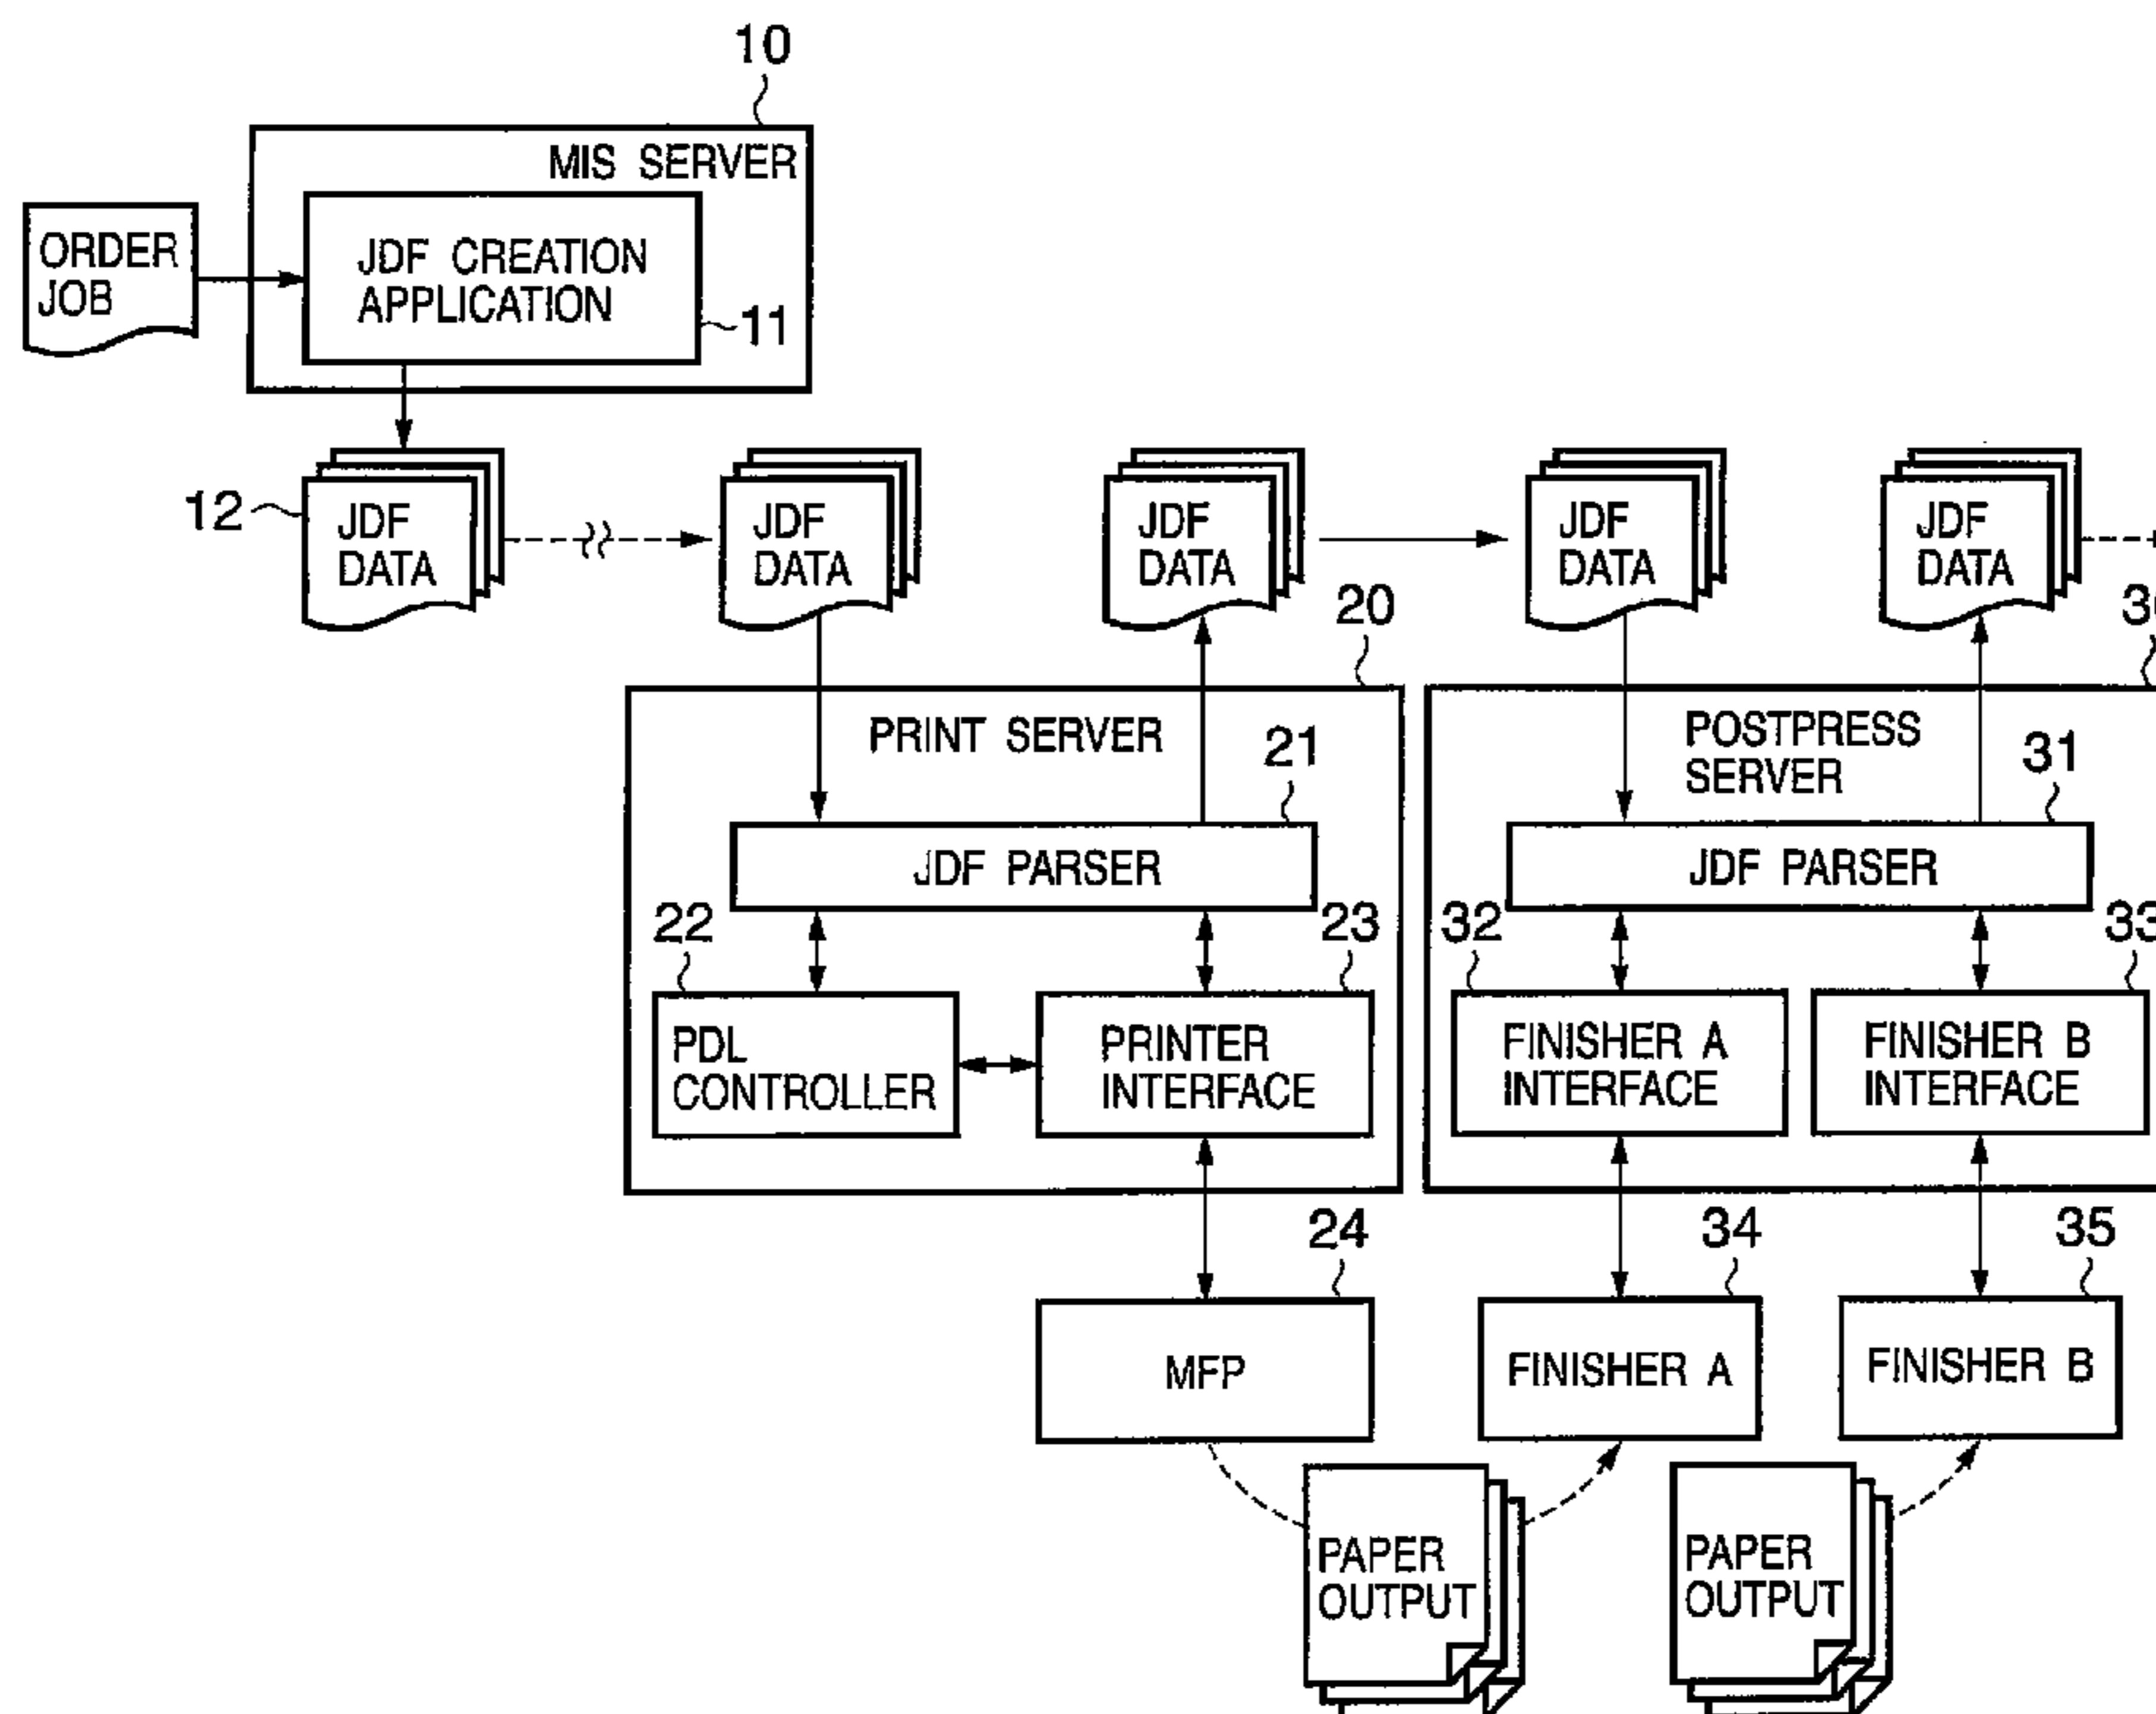 10
MIS SERVER
ORDER
JOB
JDF CREATION
APPLICATION
11
12
JDF
DATA
JDF
DATA
JDF
DATA
JDF
DATA
JDF
DATA
20
PRINT SERVER
21
JDF PARSER
22
23
PDL
CONTROLLER
PRINTER
INTERFACE
24
MFP
POSTPRESS
SERVER
31
JDF PARSER
32
33
FINISHER A
INTERFACE
FINISHER B
INTERFACE
34
35
FINISHER A
FINISHER B
PAPER
OUTPUT
PAPER
OUTPUT